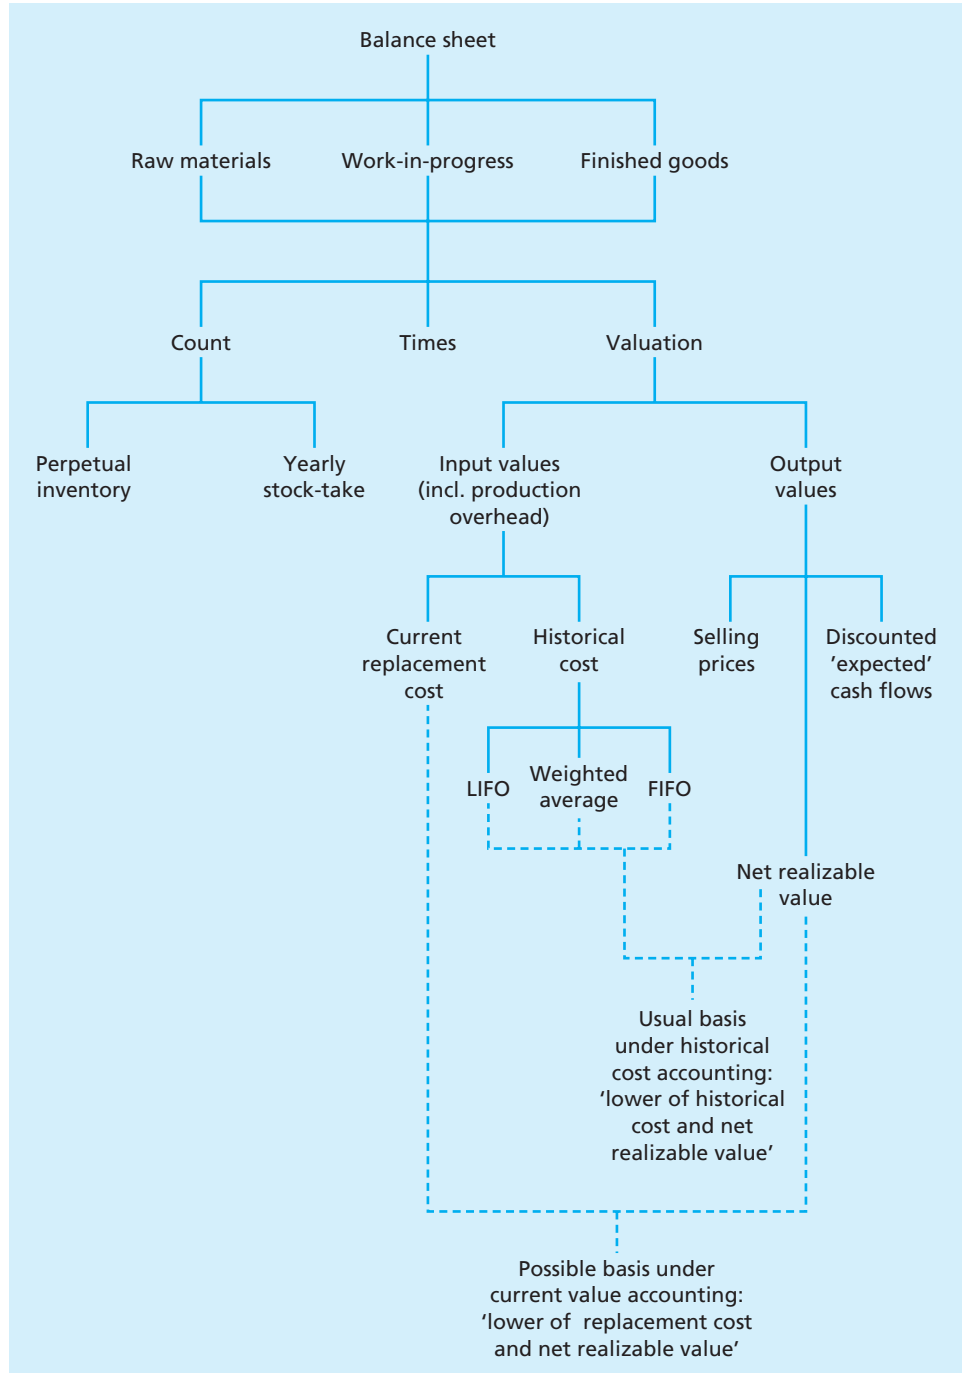 Balance sheet
Raw materials
Work-in-progress
Finished goods
Count
Times
Valuation
Perpetual
inventory
Yearly
stock-take
Input values
(incl. production
overhead)
Output
values
Current
replacement
cost
Historical
cost
Selling
prices
Discounted
'expected'
cash flows
LIFO
Weighted
average
FIFO
Net realizable
value
Usual basis
under historical
cost accounting:
‘lower of historical
cost and net
realizable value’
Possible basis under
current value accounting:
‘lower of replacement cost
and net realizable value’